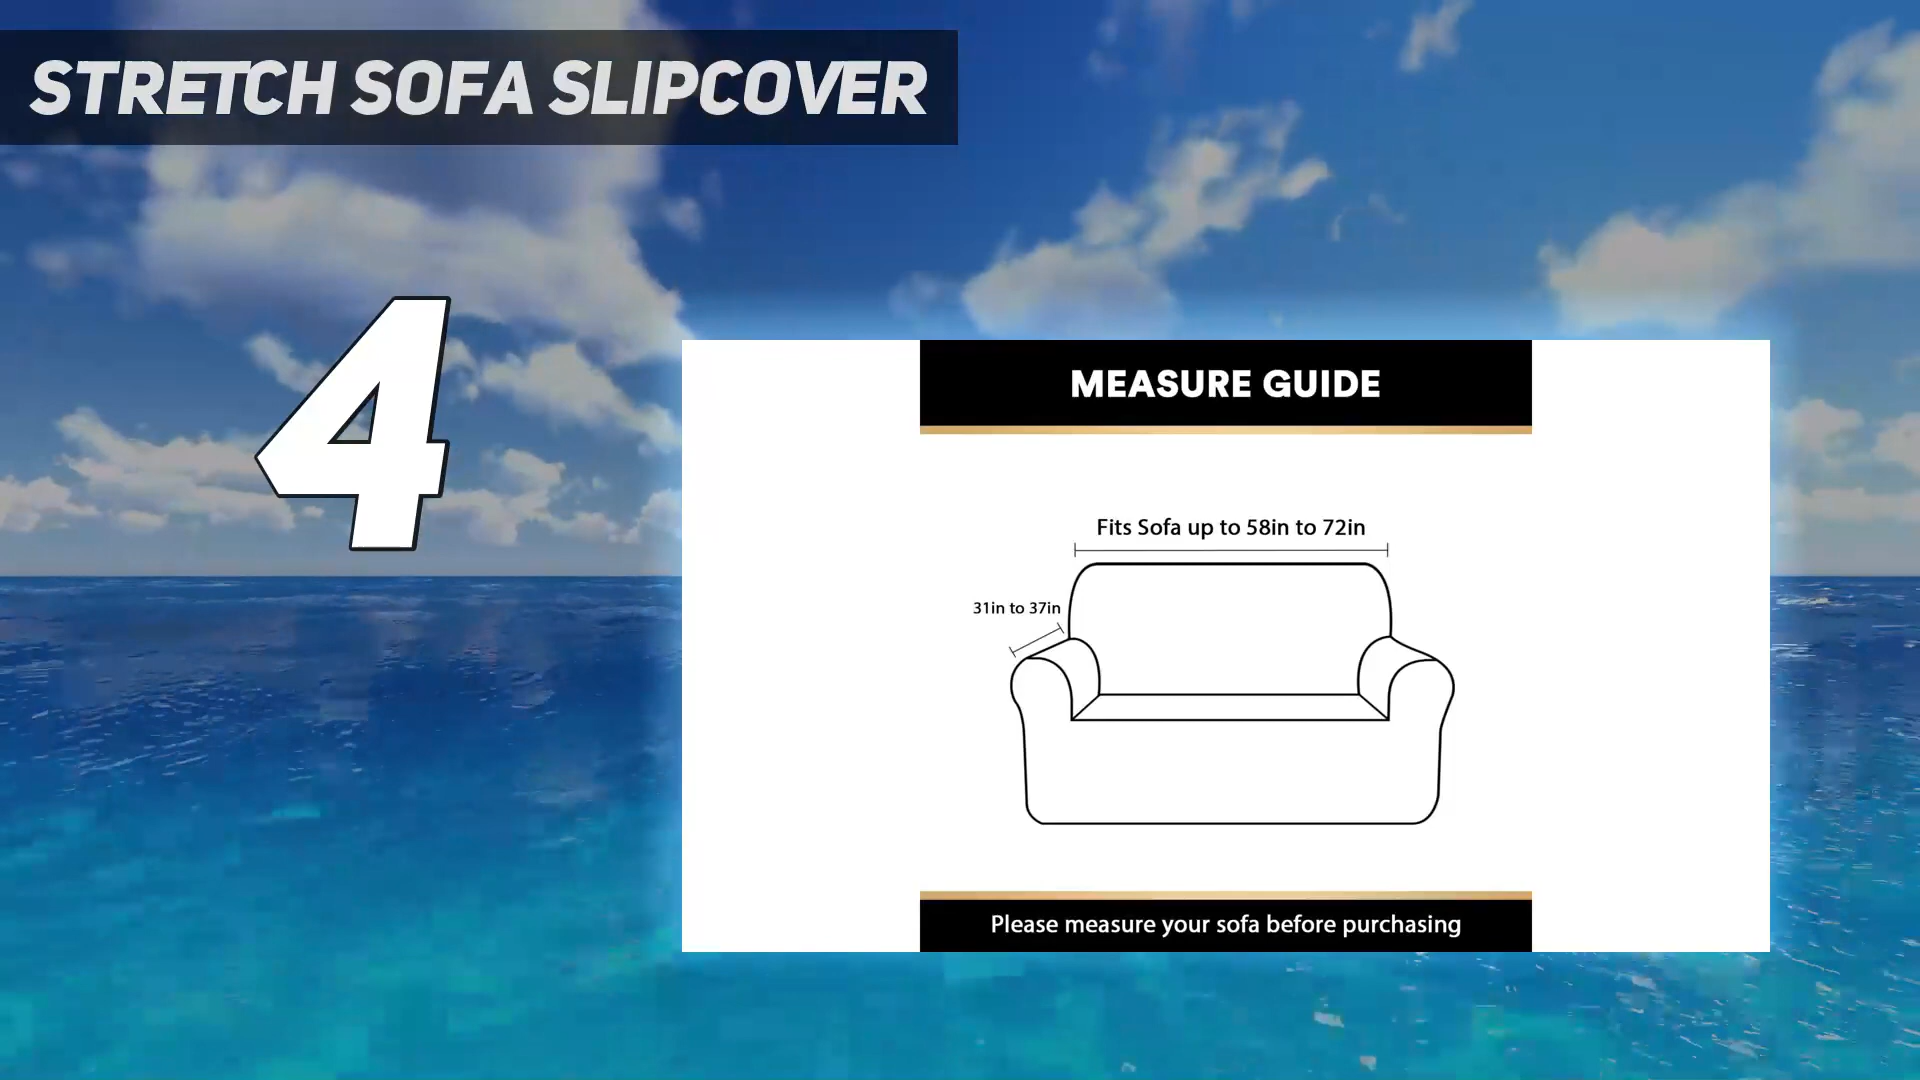 STRETCH SOFA SLIPCOVER
4
MEASURE GUIDE
Fits Sofa up to 58in to 72in
31in to 37in
Please measure your sofa before purchasing